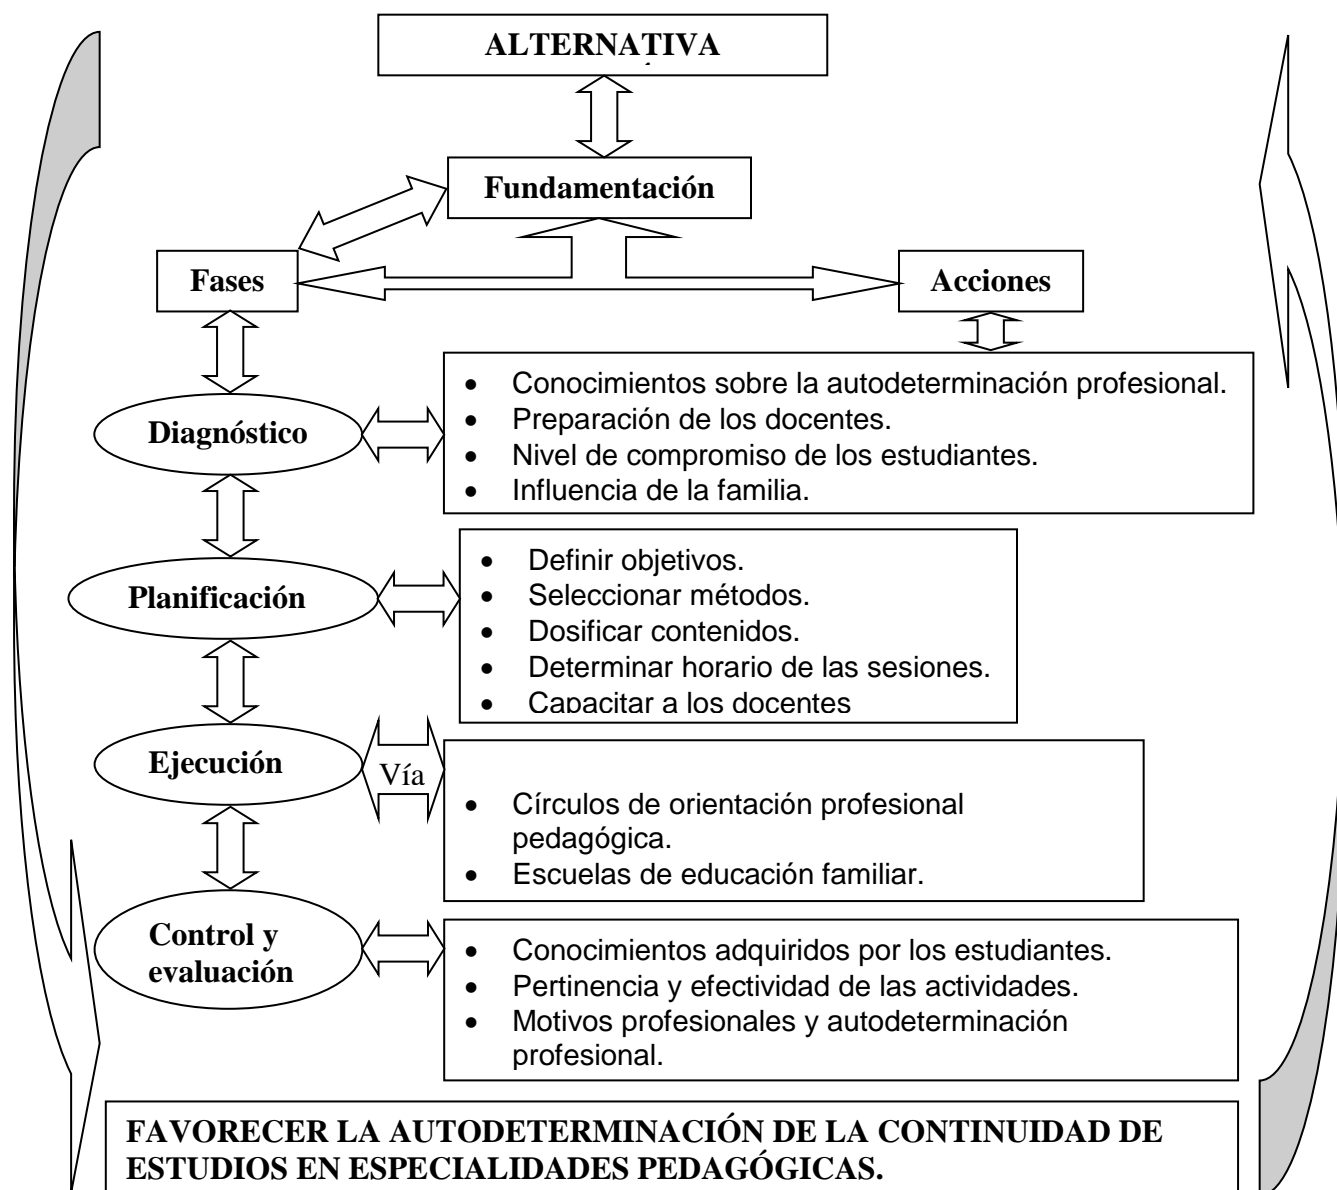 ALTERNATIVA
Fundamentación
Fases
Acciones
Diagnóstico
• Conocimientos sobre la autodeterminación profesional.
• Preparación de los docentes.
• Nivel de compromiso de los estudiantes.
• Influencia de la familia.
Planificación
• Definir objetivos.
• Seleccionar métodos.
• Dosificar contenidos.
• Determinar horario de las sesiones.
• Capacitar a los docentes
Ejecución
Vía
• Círculos de orientación profesional
pedagógica.
• Escuelas de educación familiar.
Control y
evaluación
• Conocimientos adquiridos por los estudiantes.
• Pertinencia y efectividad de las actividades.
• Motivos profesionales y autodeterminación
profesional.
FAVORECER LA AUTODETERMINACIÓN DE LA CONTINUIDAD DE
ESTUDIOS EN ESPECIALIDADES PEDAGÓGICAS.